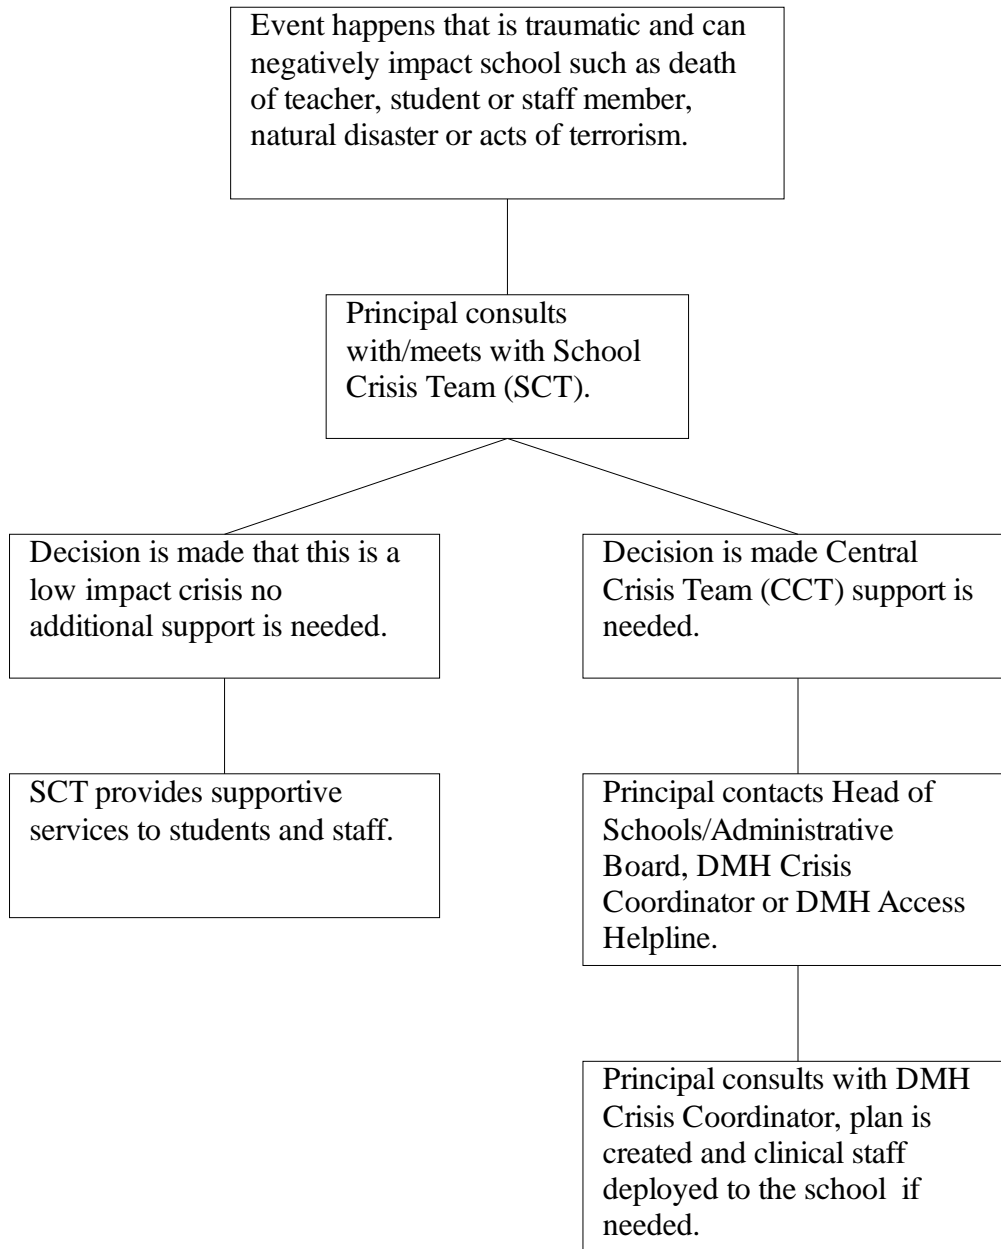 Event happens that is traumatic and can
negatively impact school such as death
of teacher, student or staff member,
natural disaster or acts of terrorism.
Principal consults
with/meets with School
Crisis Team (SCT).
Decision is made that this is a
low impact crisis no
additional support is needed.
Decision is made Central
Crisis Team (CCT) support is
needed.
SCT provides supportive
services to students and staff.
Principal contacts Head of
Schools/Administrative
Board, DMH Crisis
Coordinator or DMH Access
Helpline.
Principal consults with DMH
Crisis Coordinator, plan is
created and clinical staff
deployed to the school  if
needed.